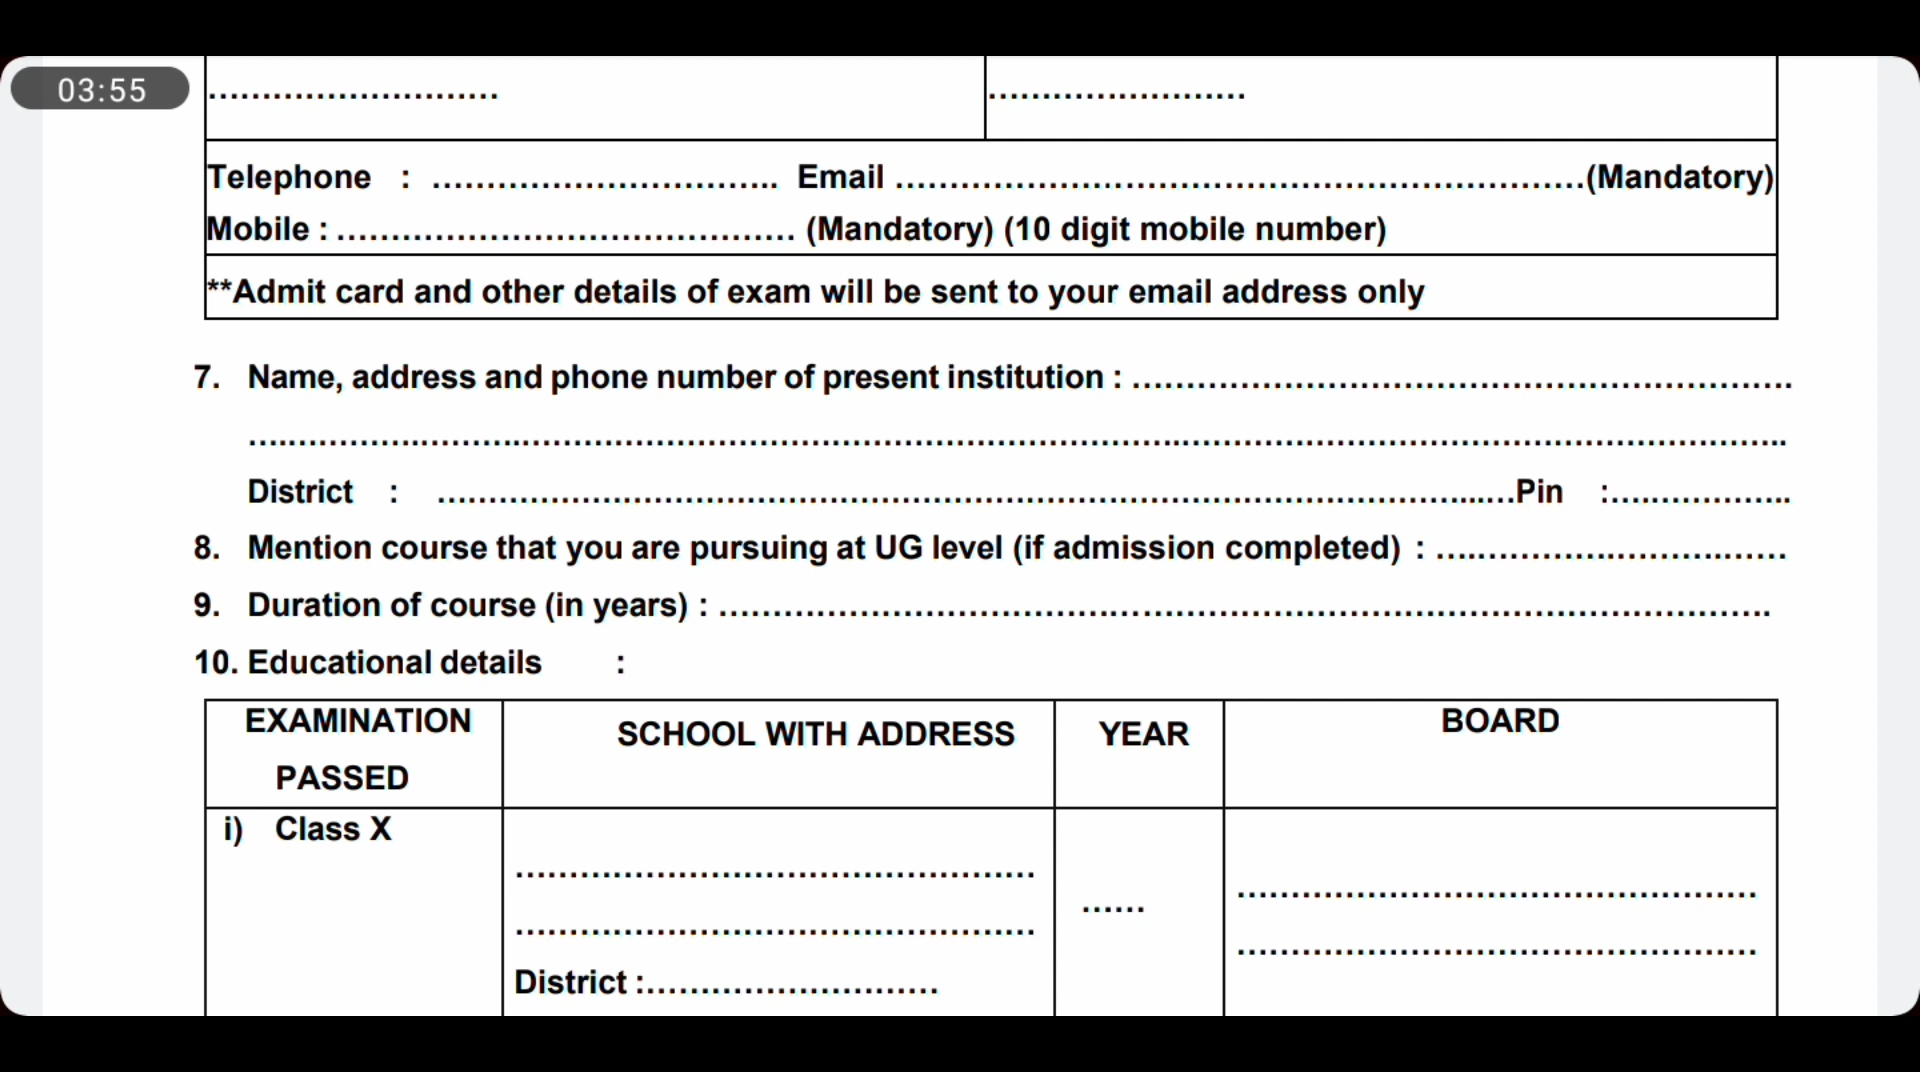 03:55
........................... ........................
Telephone : ................................ Email ................................................................(Mandatory)
Mobile : ........................................... (Mandatory) (10 digit mobile number)
**Admit card and other details of exam will be sent to your email address only
7. Name, address and phone number of present institution : .............................................................
................................................................................................................................................
District : ....................................................................................................Pin :.................
8. Mention course that you are pursuing at UG level (if admission completed) : .................................
9. Duration of course (in years) : ..................................................................................................
10. Educational details :
EXAMINATION PASSED SCHOOL WITH ADDRESS YEAR BOARD
i) Class X
................................................
................................................
District :...........................
......
................................................
................................................